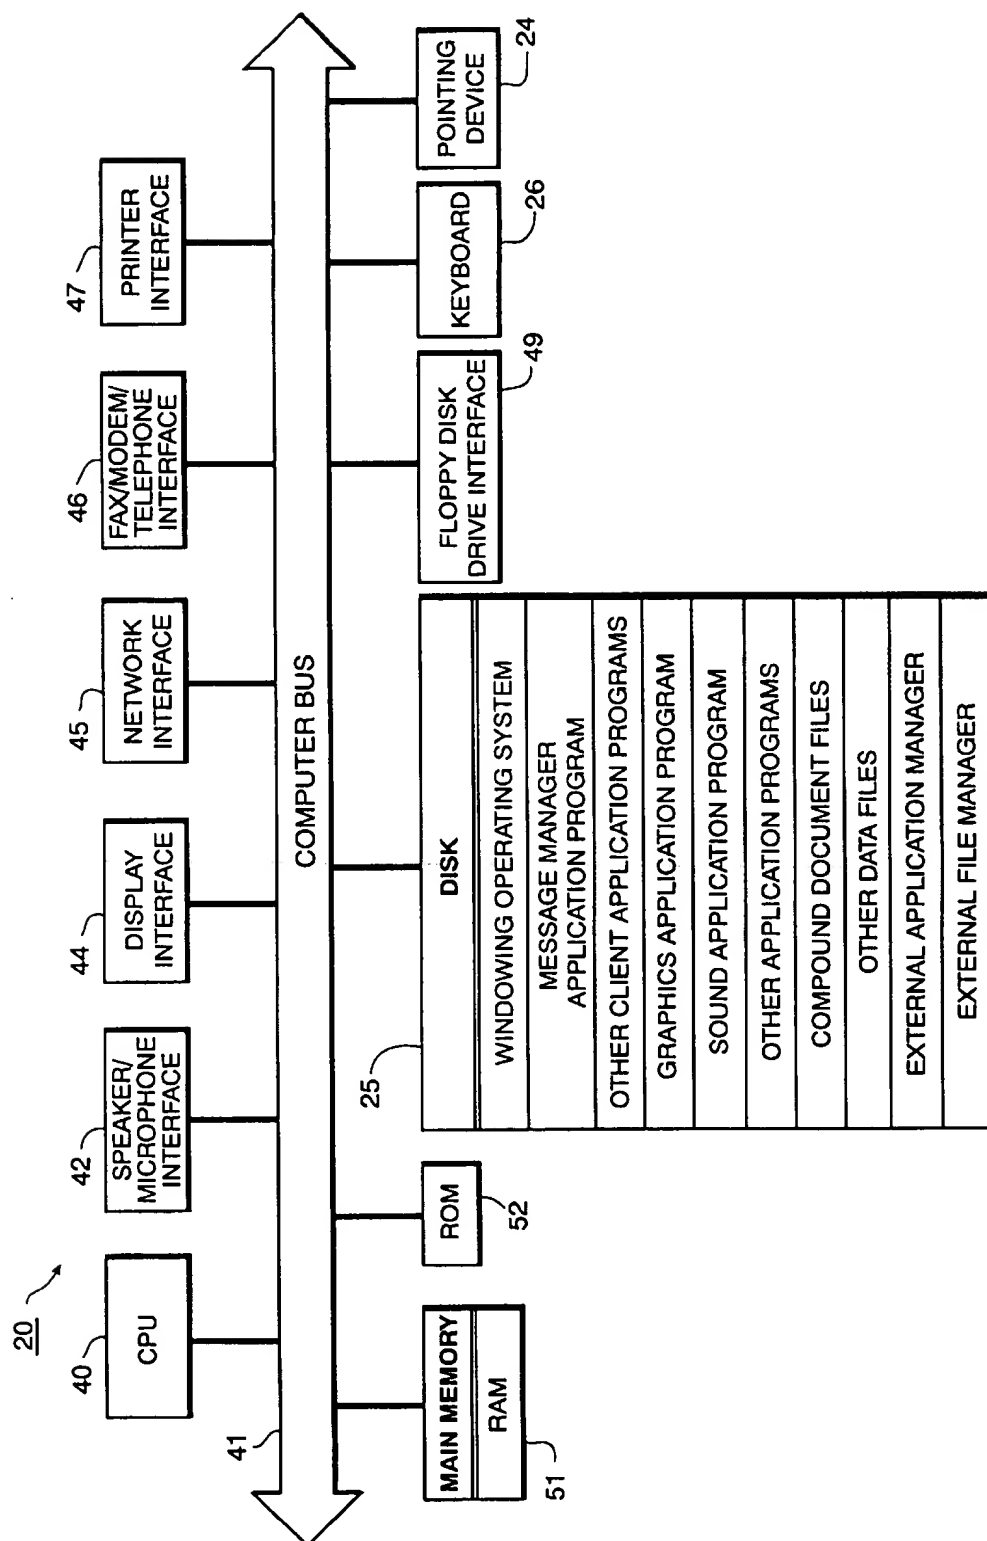 20
40
CPU
42
SPEAKER/
MICROPHONE
INTERFACE
44
DISPLAY
INTERFACE
45
NETWORK
INTERFACE
46
FAX/MODEM/
TELEPHONE
INTERFACE
47
PRINTER
INTERFACE
41
COMPUTER BUS
MAIN MEMORY
RAM
51
ROM
52
25
DISK
WINDOWING OPERATING SYSTEM
MESSAGE MANAGER
APPLICATION PROGRAM
OTHER CLIENT APPLICATION PROGRAMS
GRAPHICS APPLICATION PROGRAM
SOUND APPLICATION PROGRAM
OTHER APPLICATION PROGRAMS
COMPOUND DOCUMENT FILES
OTHER DATA FILES
EXTERNAL APPLICATION MANAGER
EXTERNAL FILE MANAGER
FLOPPY DISK
DRIVE INTERFACE
49
KEYBOARD
26
POINTING
DEVICE
24